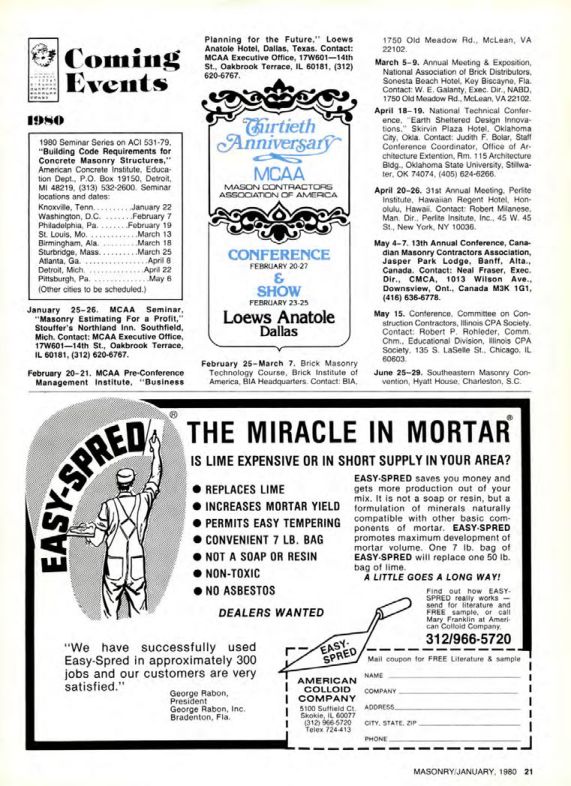 Coming
Events
1980
1980 Seminar Series on ACI 531-79,
"Building Code Requirements for
Concrete Masonry Structures,"
American Concrete Institute, Educa-
tion Dept., P.O. Box 19150, Detroit,
MI 48219, (313) 532-2600. Seminar
locations and dates:
Knoxville, Tenn. . . . . . . . . January 22
Washington, D.C. . . . . . . . February 7
Philadelphia, Pa. . . . . . . . February 19
St. Louis, Mo. . . . . . . . . . . . March 13
Birmingham, Ala. . . . . . . . . . March 18
Sturbridge, Mass. . . . . . . . . . March 25
Atlanta, Ga. . . . . . . . . . . . . . . April 8
Detroit, Mich. . . . . . . . . . . . . April 22
Pittsburgh, Pa. . . . . . . . . . . . . May 6
(Other cities to be scheduled.)
January 25–26. MCAA Seminar,
"Masonry Estimating For a Profit,"
Stouffer's Northland Inn. Southfield,
Mich. Contact: MCAA Executive Office,
17W601—14th St., Oakbrook Terrace,
IL 60181, (312) 620-6767.
February 20–21. MCAA Pre-Conference
Management Institute, "Business
Planning for the Future," Loews
Anatole Hotel, Dallas, Texas. Contact:
MCAA Executive Office, 17W601—14th
St., Oakbrook Terrace, IL 60181, (312)
620-6767.
Thirtieth
Anniversary
MCAA
MASON CONTRACTORS
ASSOCIATION OF AMERICA
CONFERENCE
FEBRUARY 20-27
&
SHOW
FEBRUARY 23-25
Loews Anatole
Dallas
February 25–March 7. Brick Masonry
Technology Course, Brick Institute of
America, BIA Headquarters. Contact: BIA,
1750 Old Meadow Rd., McLean, VA
22102.
March 5–9. Annual Meeting & Exposition,
National Association of Brick Distributors,
Sonesta Beach Hotel, Key Biscayne, Fla.
Contact: W. E. Galanty, Exec. Dir., NABD,
1750 Old Meadow Rd., McLean, VA 22102.
April 18–19. National Technical Confer-
ence, "Earth Sheltered Design Innova-
tions," Skirvin Plaza Hotel, Oklahoma
City, Okla. Contact: Judith F. Bolar, Staff
Conference Coordinator, Office of Ar-
chitecture Extention, Rm. 115 Architecture
Bldg., Oklahoma State University, Stillwa-
ter, OK 74074, (405) 624-6266.
April 20–26. 31st Annual Meeting, Perlite
Institute, Hawaiian Regent Hotel, Hon-
olulu, Hawaii. Contact: Robert Milanese,
Man. Dir., Perlite Insitute, Inc., 45 W. 45
St., New York, NY 10036.
May 4–7. 13th Annual Conference, Cana-
dian Masonry Contractors Association,
Jasper Park Lodge, Banff, Alta.,
Canada. Contact: Neal Fraser, Exec.
Dir., CMCA, 1013 Wilson Ave.,
Downsview, Ont., Canada M3K 1G1,
(416) 636-6778.
May 15. Conference, Committee on Con-
struction Contractors, Illinois CPA Society.
Contact: Robert P. Rohleder, Comm.
Chm., Educational Division, Illinois CPA
Society, 135 S. LaSelle St., Chicago, IL
60603.
June 25–29. Southeastern Masonry Con-
vention, Hyatt House, Charleston, S.C.
EASY-SPRED®
THE MIRACLE IN MORTAR®
IS LIME EXPENSIVE OR IN SHORT SUPPLY IN YOUR AREA?
● REPLACES LIME
● INCREASES MORTAR YIELD
● PERMITS EASY TEMPERING
● CONVENIENT 7 LB. BAG
● NOT A SOAP OR RESIN
● NON-TOXIC
● NO ASBESTOS
DEALERS WANTED
EASY-SPRED saves you money and
gets more production out of your
mix. It is not a soap or resin, but a
formulation of minerals naturally
compatible with other basic com-
ponents of mortar. EASY-SPRED
promotes maximum development of
mortar volume. One 7 lb. bag of
EASY-SPRED will replace one 50 lb.
bag of lime.
A LITTLE GOES A LONG WAY!
Find out how EASY-
SPRED really works —
send for literature and
FREE sample, or call
Mary Franklin at Ameri-
can Colloid Company.
312/966-5720
"We have successfully used
Easy-Spred in approximately 300
jobs and our customers are very
satisfied."
George Rabon,
President
George Rabon, Inc.
Bradenton, Fla.
EASY-
SPRED
AMERICAN
COLLOID
COMPANY
5100 Suffield Ct.
Skokie, IL 60077
(312) 966-5720
Telex 724-413
Mail coupon for FREE Literature & sample
NAME
COMPANY
ADDRESS
CITY, STATE, ZIP
PHONE
MASONRY/JANUARY, 1980 21